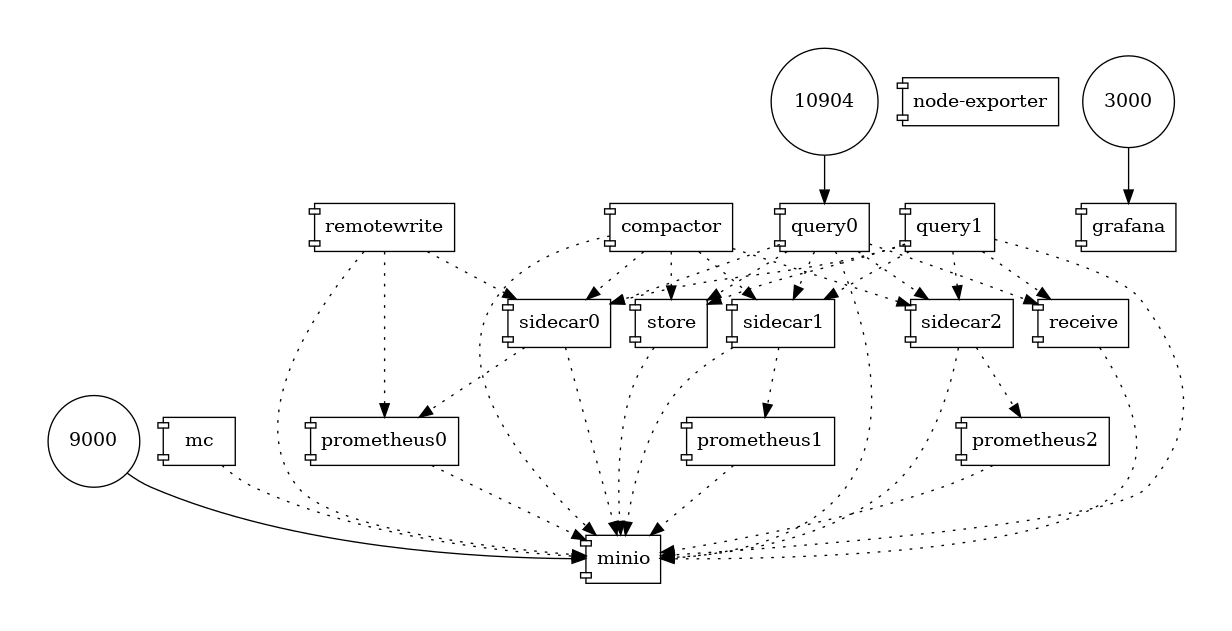 10904
node-exporter
3000
remotewrite
compactor
query0
query1
grafana
sidecar0
store
sidecar1
sidecar2
receive
9000
mc
prometheus0
prometheus1
prometheus2
minio